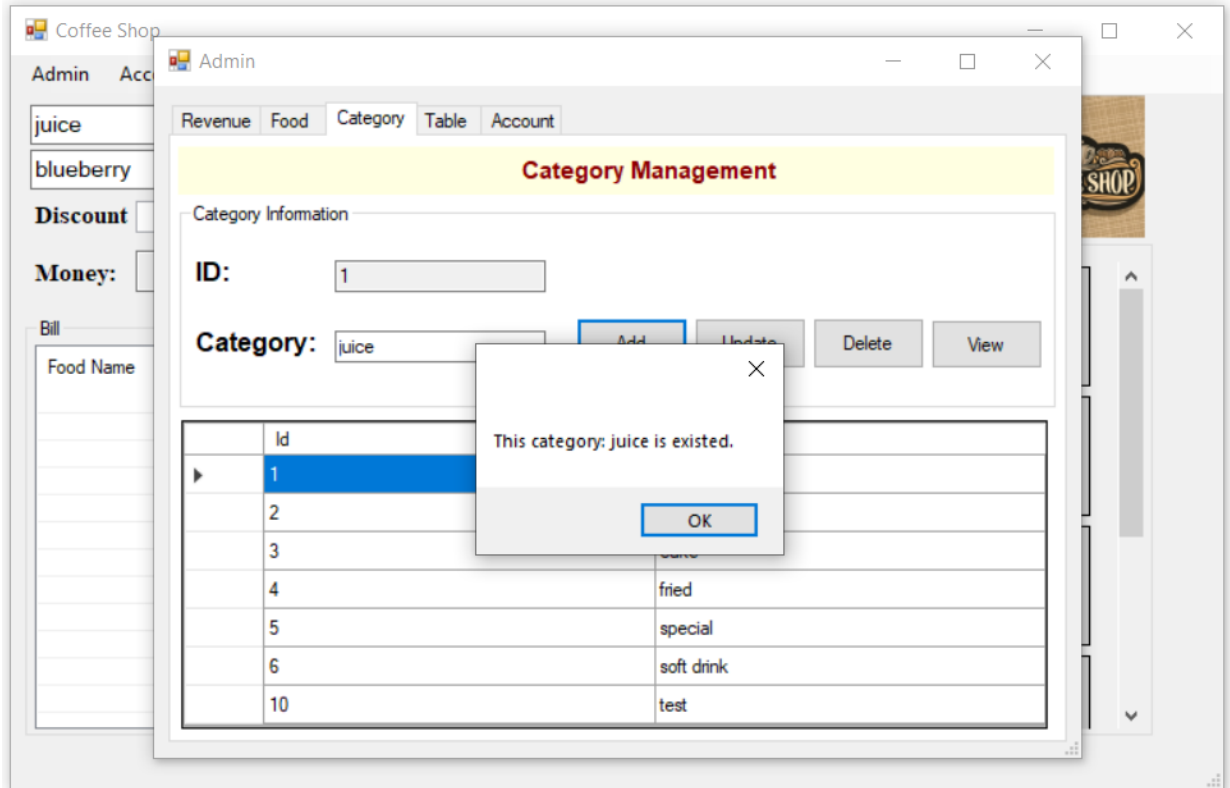 Coffee Shop
Admin
juice
blueberry
Discount
Money:
Bill
Food Name
SHOP
Admin
Revenue Food Category Table Account
Category Management
Category Information
ID: 1
Category: juice Add Update Delete View
Id
1
2
3
4 fried
5 special
6 soft drink
10 test
This category: juice is existed.
OK